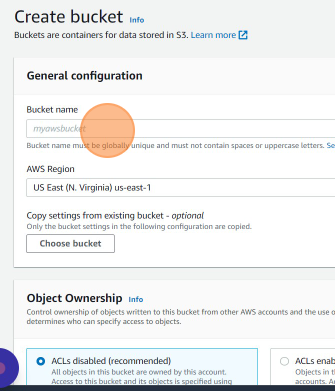 Create bucket Info
Buckets are containers for data stored in S3. Learn more
General configuration
Bucket name
myawsbucket
Bucket name must be globally unique and must not contain spaces or uppercase letters. Se
AWS Region
US East (N. Virginia) us-east-1
Copy settings from existing bucket - optional
Only the bucket settings in the following configuration are copied.
Choose bucket
Object Ownership Info
Control ownership of objects written to this bucket from other AWS accounts and the use o
determines who can specify access to objects.
ACLs disabled (recommended)
All objects in this bucket are owned by this account.
Access to this bucket and its objects is specified using
ACLs enab
Objects in t
accounts. A